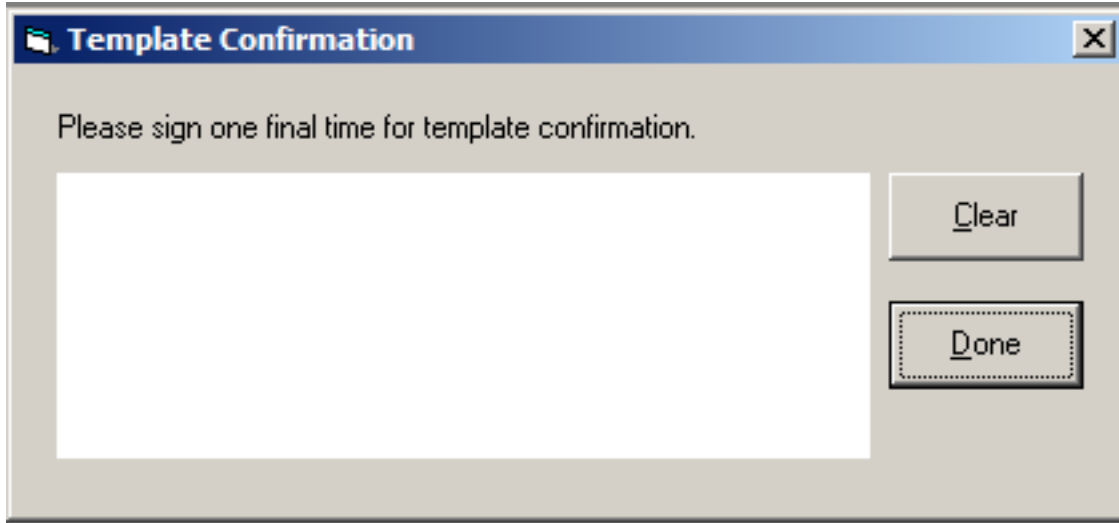 Template Confirmation
Please sign one final time for template confirmation.
Clear
Done